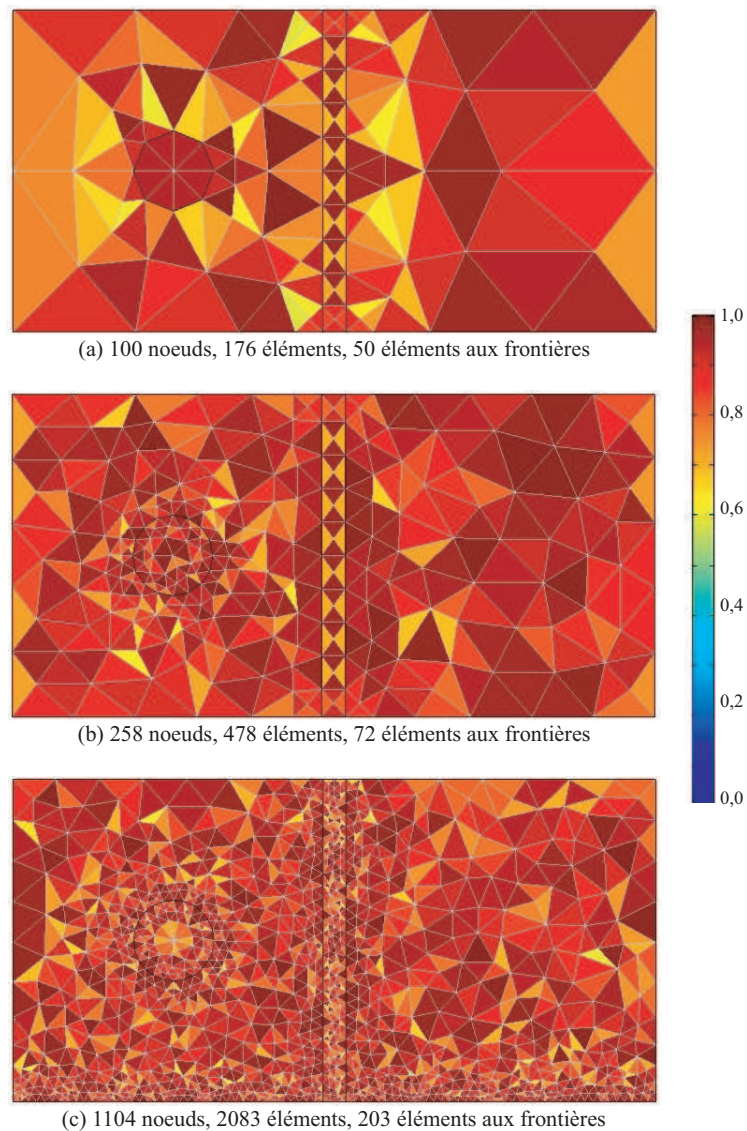 (a) 100 noeuds, 176 éléments, 50 éléments aux frontières
1,0
0,8
0,6
0,4
0,2
0,0
(b) 258 noeuds, 478 éléments, 72 éléments aux frontières
(c) 1104 noeuds, 2083 éléments, 203 éléments aux frontières